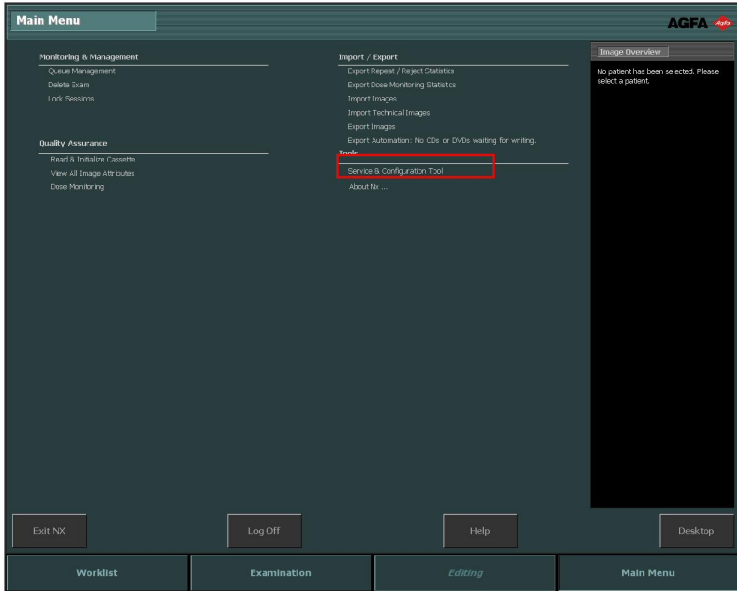 Main Menu
AGFA Agfa
Monitoring & Management
Queue Management
Delete Exam
Lock Sessions
Quality Assurance
Read & Initialize Cassette
View All Image Attributes
Dose Monitoring
Import / Export
Export Repeat / Reject Statistics
Export Dose Monitoring Statistics
Import Images
Import Technical Images
Export Images
Export Automation: No CDs or DVDs waiting for writing.
Tools
Service & Configuration Tool
About Nx ...
Image Overview
No patient has been selected. Please
select a patient.
Exit NX
Log Off
Help
Desktop
Worklist
Examination
Editing
Main Menu